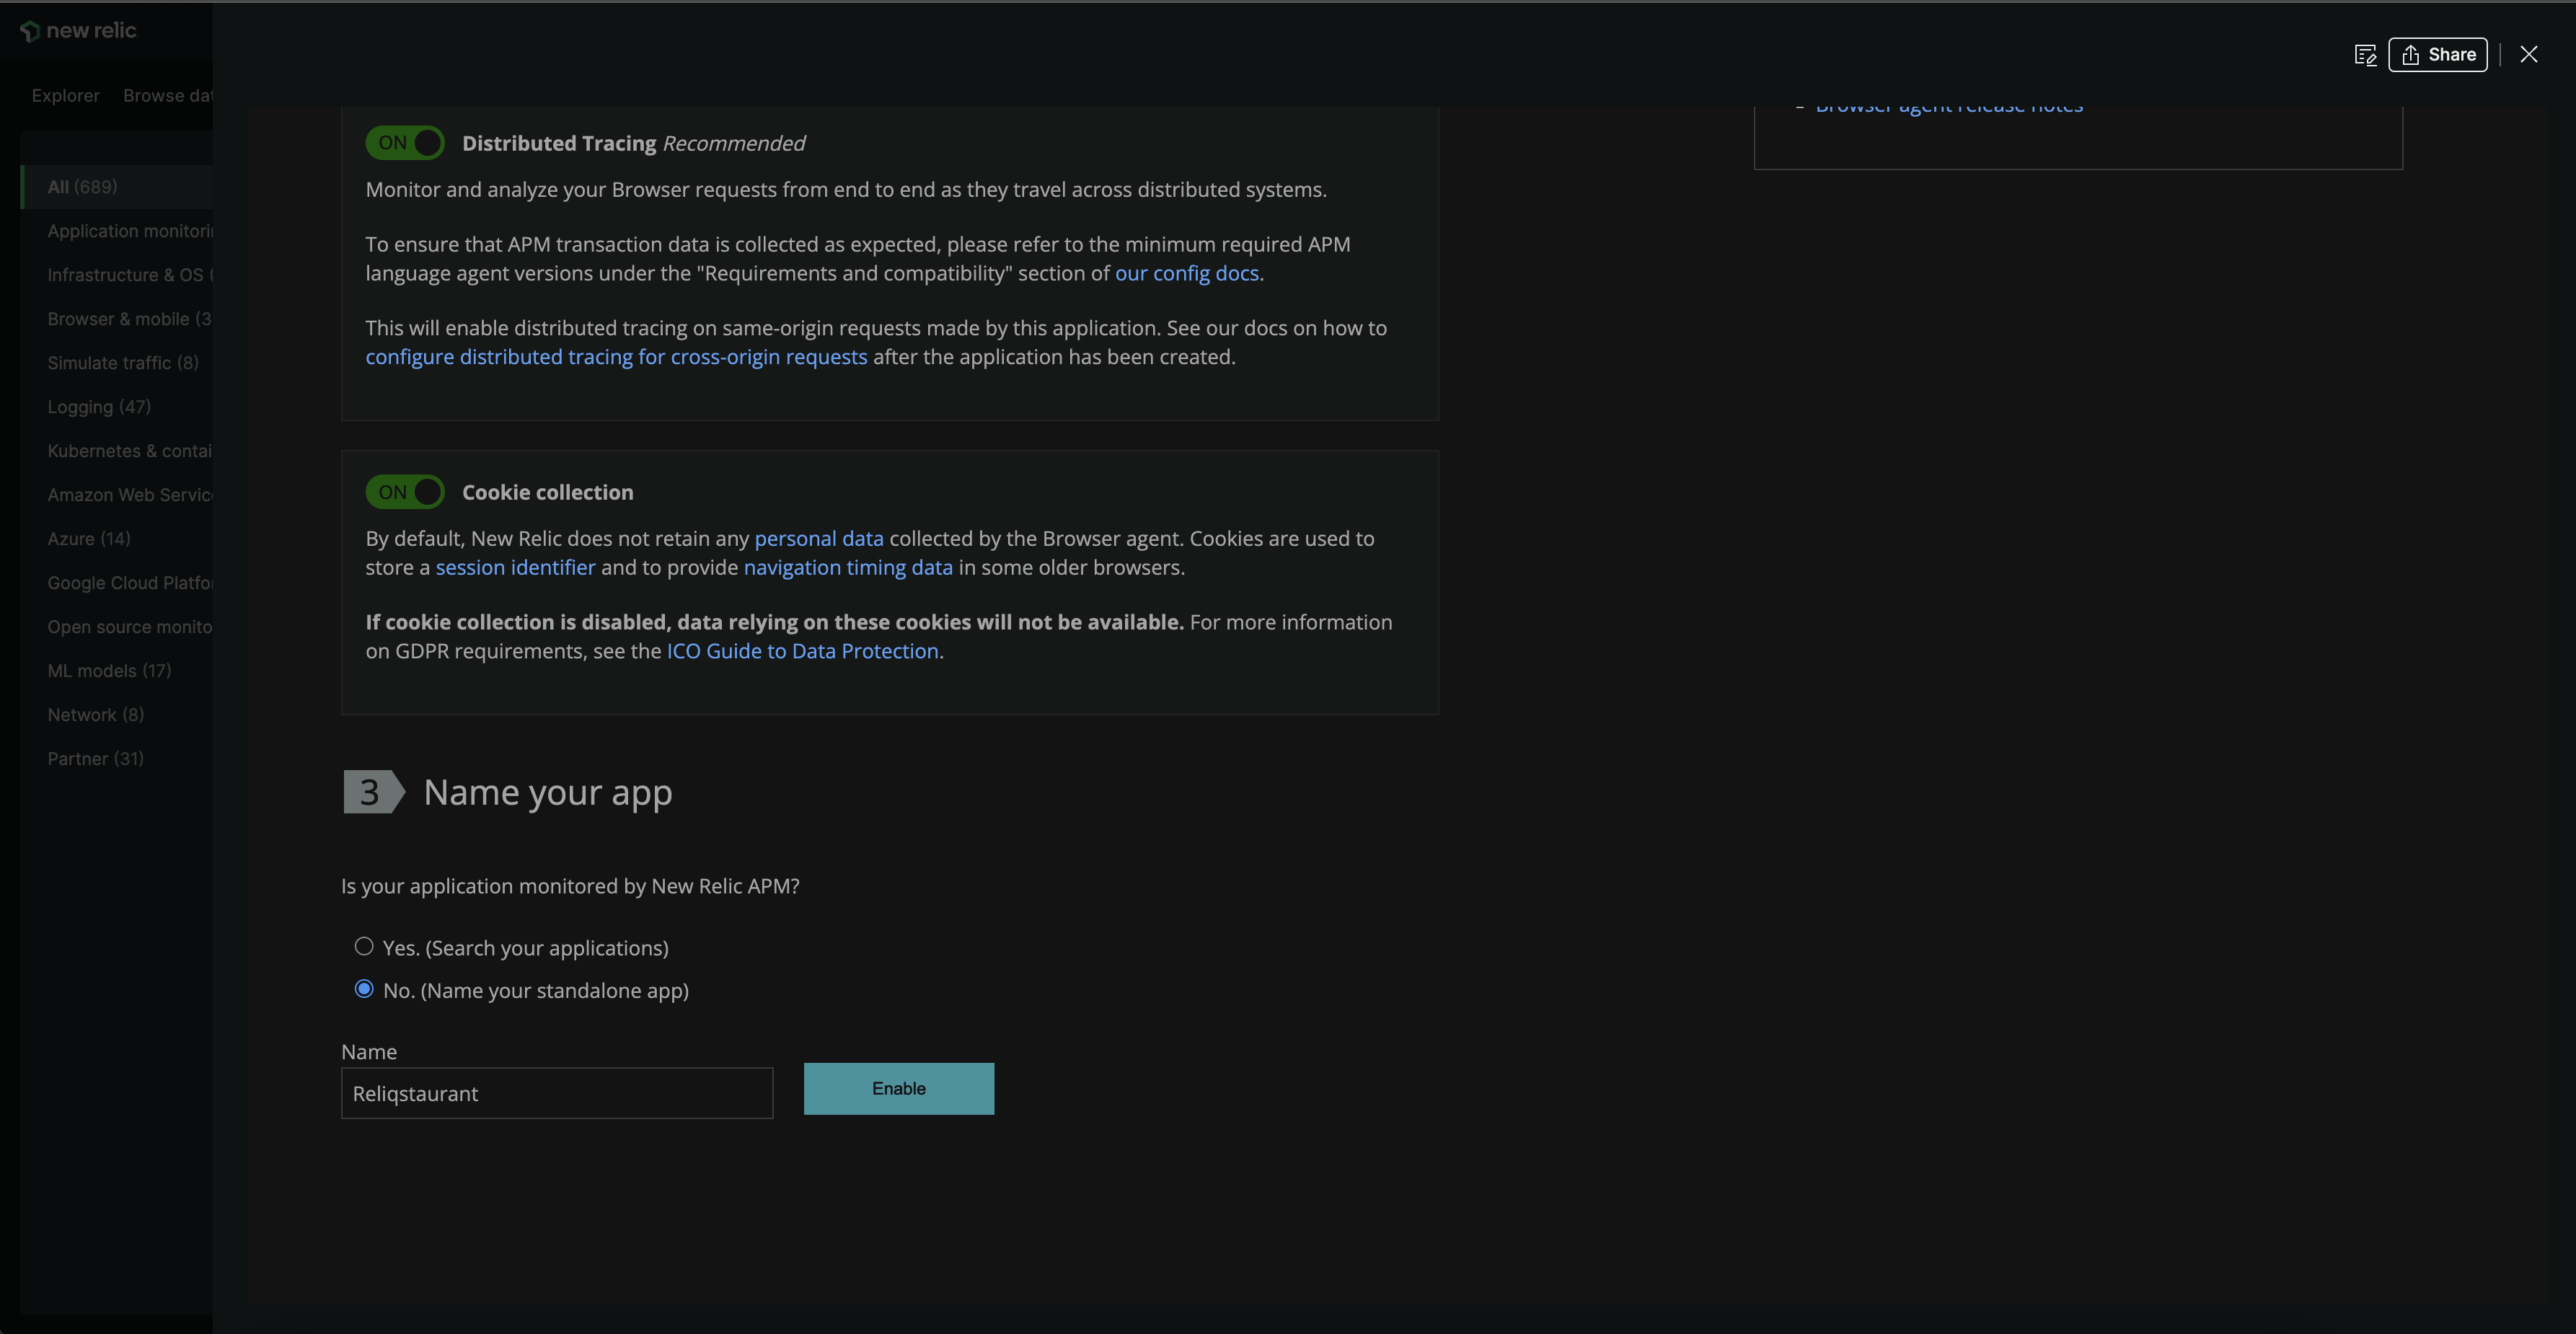 new relic
Share
Explorer Browse dat
All (689)
Application monitorin
Infrastructure & OS (
Browser & mobile (3
Simulate traffic (8)
Logging (47)
Kubernetes & contai
Amazon Web Servic
Azure (14)
Google Cloud Platfor
Open source monito
ML models (17)
Network (8)
Partner (31)
- Browser agent release notes
ON Distributed Tracing Recommended
Monitor and analyze your Browser requests from end to end as they travel across distributed systems.
To ensure that APM transaction data is collected as expected, please refer to the minimum required APM
language agent versions under the "Requirements and compatibility" section of our config docs.
This will enable distributed tracing on same-origin requests made by this application. See our docs on how to
configure distributed tracing for cross-origin requests after the application has been created.
ON Cookie collection
By default, New Relic does not retain any personal data collected by the Browser agent. Cookies are used to
store a session identifier and to provide navigation timing data in some older browsers.
If cookie collection is disabled, data relying on these cookies will not be available. For more information
on GDPR requirements, see the ICO Guide to Data Protection.
3 Name your app
Is your application monitored by New Relic APM?
Yes. (Search your applications)
No. (Name your standalone app)
Name
Reliqstaurant
Enable